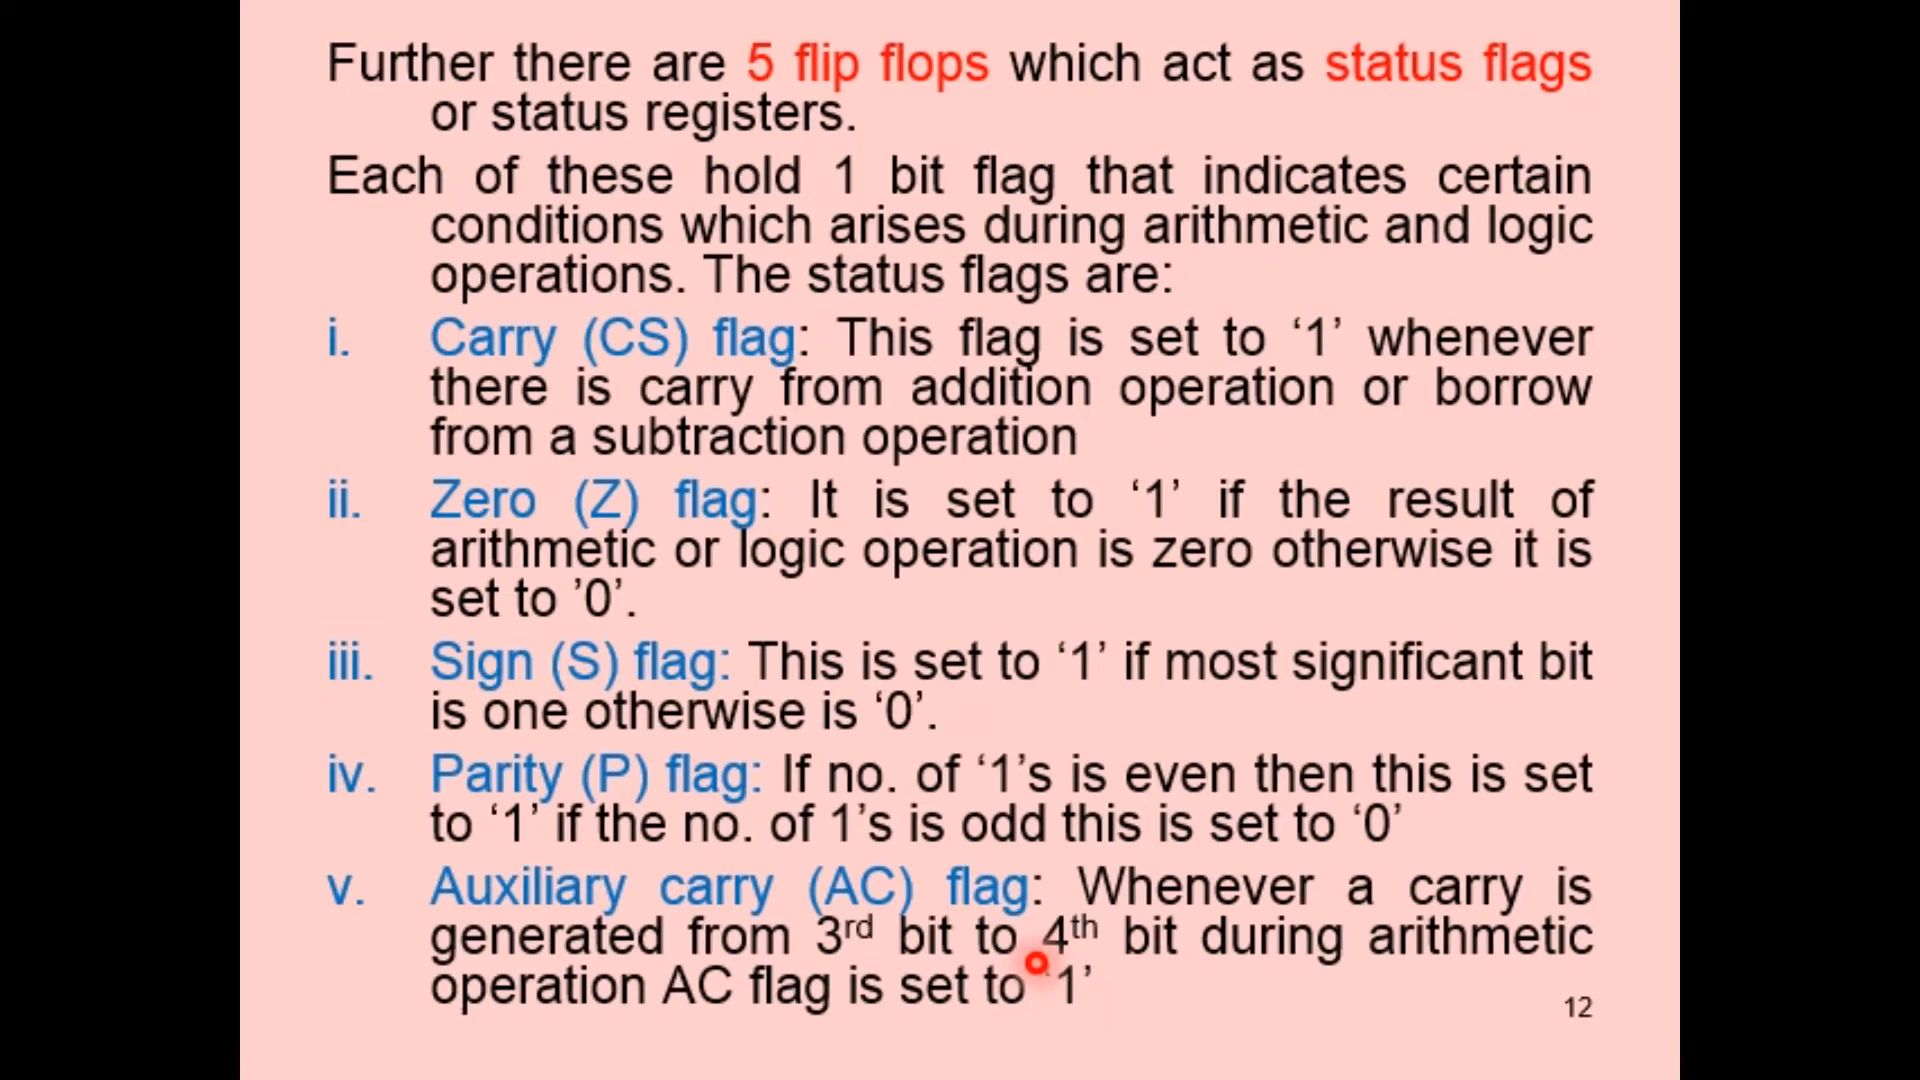 Further there are 5 flip flops which act as status flags
or status registers.
Each of these hold 1 bit flag that indicates certain
conditions which arises during arithmetic and logic
operations. The status flags are:
i. Carry (CS) flag: This flag is set to ‘1’ whenever
there is carry from addition operation or borrow
from a subtraction operation
ii. Zero (Z) flag: It is set to ‘1’ if the result of
arithmetic or logic operation is zero otherwise it is
set to ’0’.
iii. Sign (S) flag: This is set to ‘1’ if most significant bit
is one otherwise is ‘0’.
iv. Parity (P) flag: If no. of ‘1’s is even then this is set
to ‘1’ if the no. of 1’s is odd this is set to ‘0’
v. Auxiliary carry (AC) flag: Whenever a carry is
generated from 3rd bit to 4th bit during arithmetic
operation AC flag is set to ‘1’
12